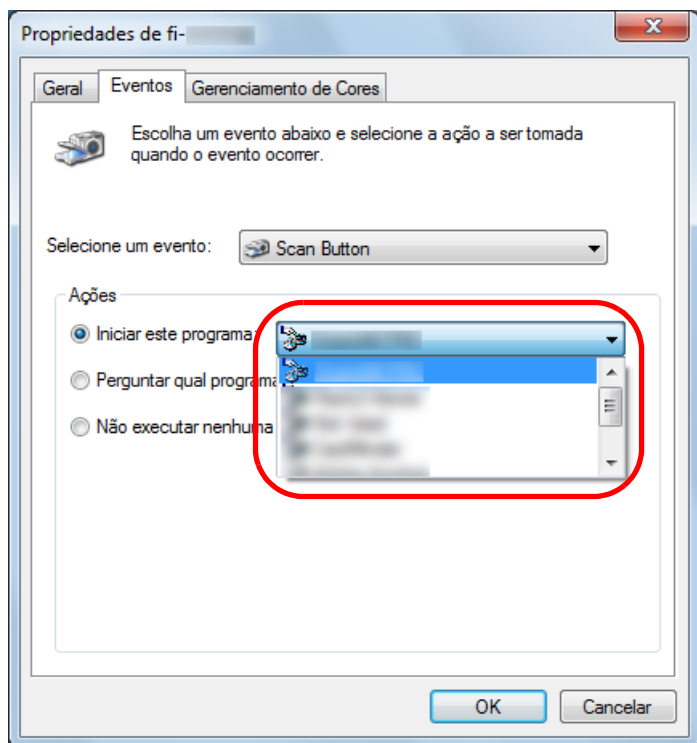 Propriedades de fi-
Geral
Eventos
Gerenciamento de Cores
Escolha um evento abaixo e selecione a ação a ser tomada
quando o evento ocorrer.
Selecione um evento:
Scan Button
Ações
Iniciar este programa:
Perguntar qual programa
Não executar nenhuma
OK
Cancelar